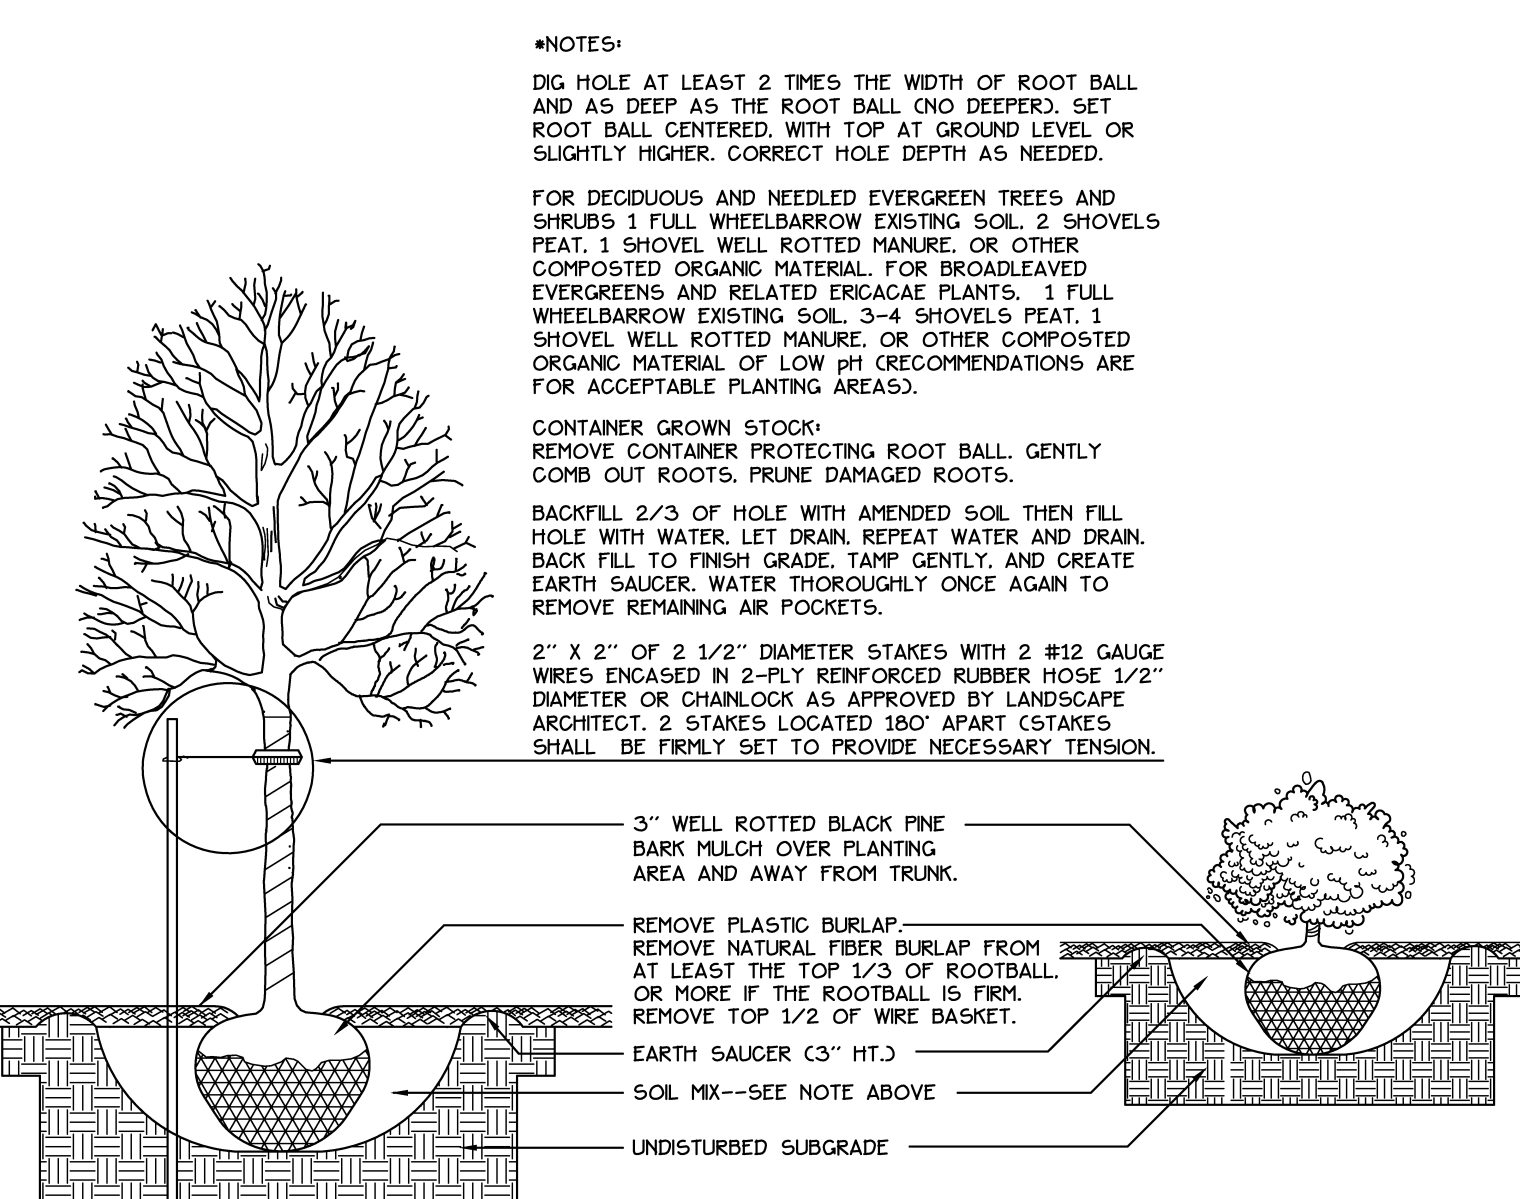 *NOTES:
DIG HOLE AT LEAST 2 TIMES THE WIDTH OF ROOT BALL
AND AS DEEP AS THE ROOT BALL (NO DEEPER). SET
ROOT BALL CENTERED, WITH TOP AT GROUND LEVEL OR
SLIGHTLY HIGHER. CORRECT HOLE DEPTH AS NEEDED.
FOR DECIDUOUS AND NEEDLED EVERGREEN TREES AND
SHRUBS 1 FULL WHEELBARROW EXISTING SOIL, 2 SHOVELS
PEAT, 1 SHOVEL WELL ROTTED MANURE, OR OTHER
COMPOSTED ORGANIC MATERIAL. FOR BROADLEAVED
EVERGREENS AND RELATED ERICACAE PLANTS,  1 FULL
WHEELBARROW EXISTING SOIL, 3-4 SHOVELS PEAT, 1
SHOVEL WELL ROTTED MANURE, OR OTHER COMPOSTED
ORGANIC MATERIAL OF LOW pH (RECOMMENDATIONS ARE
FOR ACCEPTABLE PLANTING AREAS).
CONTAINER GROWN STOCK:
REMOVE CONTAINER PROTECTING ROOT BALL. GENTLY
COMB OUT ROOTS, PRUNE DAMAGED ROOTS.
BACKFILL 2/3 OF HOLE WITH AMENDED SOIL THEN FILL
HOLE WITH WATER, LET DRAIN, REPEAT WATER AND DRAIN.
BACK FILL TO FINISH GRADE, TAMP GENTLY, AND CREATE
EARTH SAUCER. WATER THOROUGHLY ONCE AGAIN TO
REMOVE REMAINING AIR POCKETS.
2" X 2" OF 2 1/2" DIAMETER STAKES WITH 2 #12 GAUGE
WIRES ENCASED IN 2-PLY REINFORCED RUBBER HOSE 1/2"
DIAMETER OR CHAINLOCK AS APPROVED BY LANDSCAPE
ARCHITECT. 2 STAKES LOCATED 180° APART (STAKES
SHALL  BE FIRMLY SET TO PROVIDE NECESSARY TENSION.
3" WELL ROTTED BLACK PINE
BARK MULCH OVER PLANTING
AREA AND AWAY FROM TRUNK.
REMOVE PLASTIC BURLAP.
REMOVE NATURAL FIBER BURLAP FROM
AT LEAST THE TOP 1/3 OF ROOTBALL,
OR MORE IF THE ROOTBALL IS FIRM.
REMOVE TOP 1/2 OF WIRE BASKET.
EARTH SAUCER (3" HT.)
SOIL MIX--SEE NOTE ABOVE
UNDISTURBED SUBGRADE